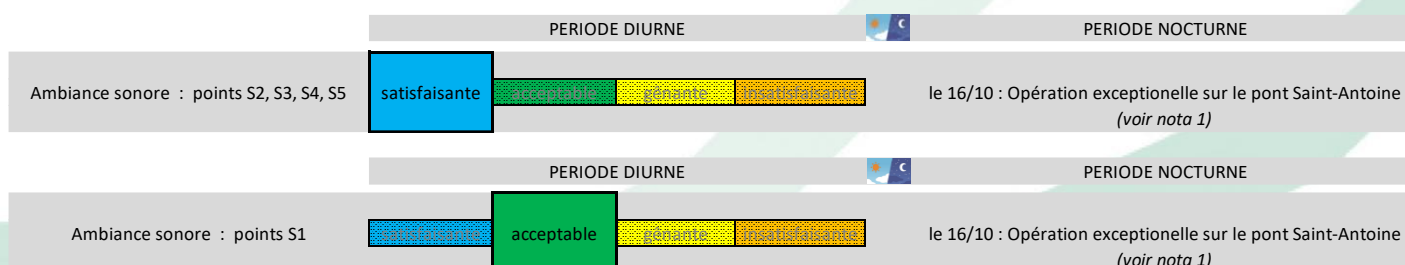 PERIODE DIURNE PERIODE NOCTURNE
Ambiance sonore : points S2, S3, S4, S5 satisfaisante acceptable gênante insatisfaisante le 16/10 : Opération exceptionelle sur le pont Saint-Antoine
(voir nota 1)
PERIODE DIURNE PERIODE NOCTURNE
Ambiance sonore : points S1 satisfaisante acceptable gênante insatisfaisante le 16/10 : Opération exceptionelle sur le pont Saint-Antoine
(voir nota 1)